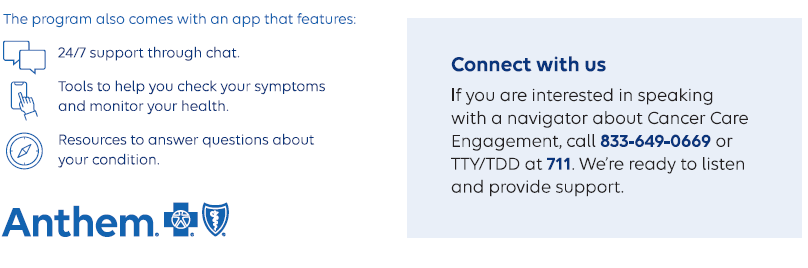 The program also comes with an app that features:
24/7 support through chat.
Tools to help you check your symptoms
and monitor your health.
Resources to answer questions about
your condition.
Anthem.
Connect with us
If you are interested in speaking
with a navigator about Cancer Care
Engagement, call 833-649-0669 or
TTY/TDD at 711. We’re ready to listen
and provide support.